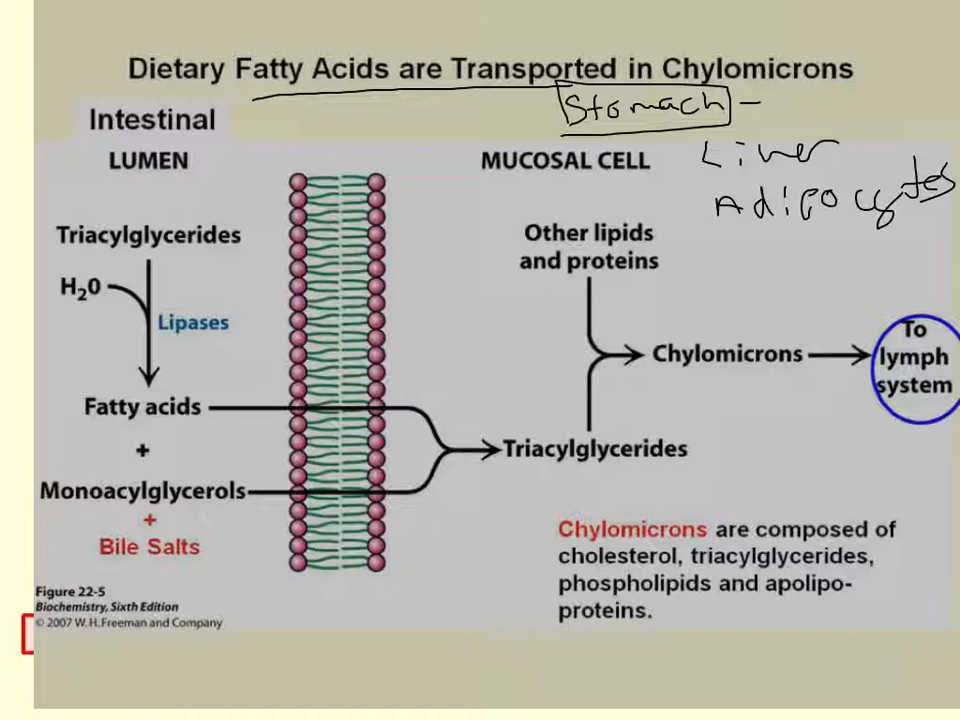 Dietary Fatty Acids are Transported in Chylomicrons
Stomach –
Intestinal
LUMEN
MUCOSAL CELL
Liver
Adipocytes
Triacylglycerides
Other lipids
and proteins
H20
Lipases
Chylomicrons
To
lymph
system
Fatty acids
+
Triacylglycerides
Monoacylglycerols
+
Bile Salts
Chylomicrons are composed of
cholesterol, triacylglycerides,
phospholipids and apolipo-
proteins.
Figure 22-5
Biochemistry, Sixth Edition
© 2007 W. H. Freeman and Company